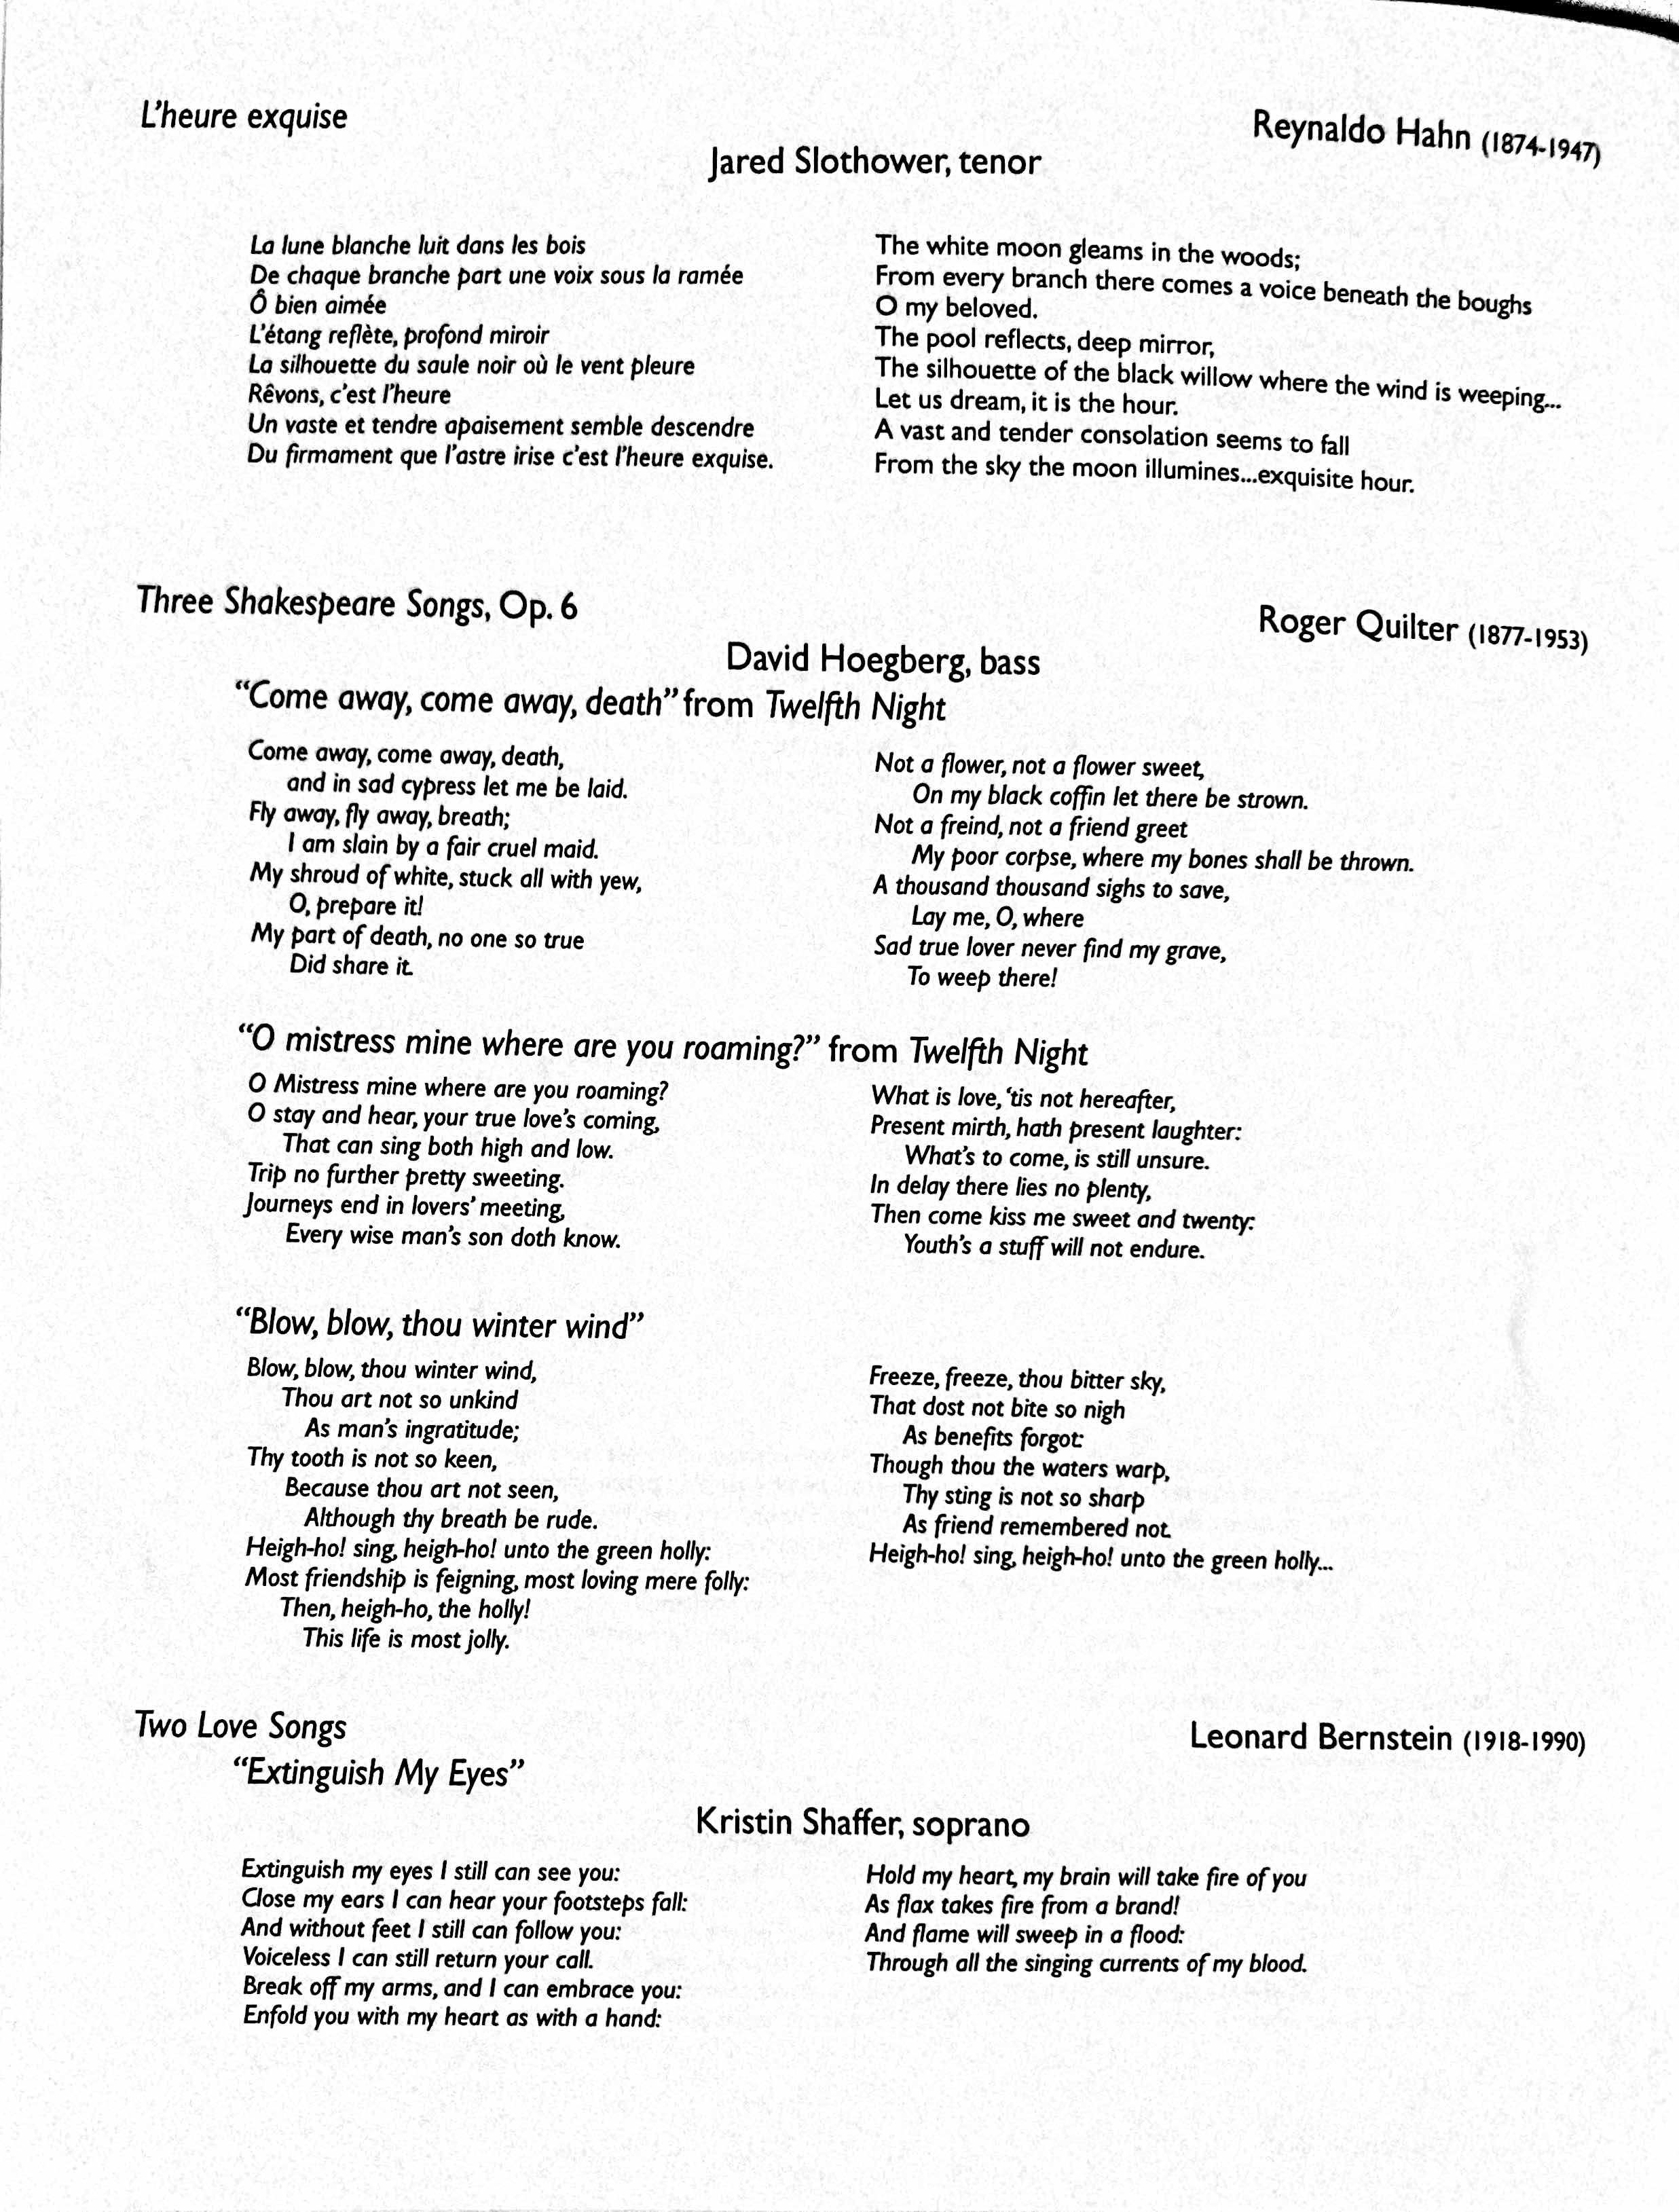 L'heure exquise
Reynaldo Hahn (1874-1947)
Jared Slothower, tenor
La lune blanche luit dans les bois
De chaque branche part une voix sous la ramée
Ô bien aimée
L'étang reflète, profond miroir
La silhouette du saule noir où le vent pleure
Rêvons, c'est l'heure
Un vaste et tendre apaisement semble descendre
Du firmament que l'astre irise c'est l'heure exquise.
The white moon gleams in the woods;
From every branch there comes a voice beneath the boughs
O my beloved.
The pool reflects, deep mirror,
The silhouette of the black willow where the wind is weeping...
Let us dream, it is the hour.
A vast and tender consolation seems to fall
From the sky the moon illumines...exquisite hour.
Three Shakespeare Songs, Op. 6
Roger Quilter (1877-1953)
David Hoegberg, bass
"Come away, come away, death" from Twelfth Night
Come away, come away, death,
and in sad cypress let me be laid.
Fly away, fly away, breath;
I am slain by a fair cruel maid.
My shroud of white, stuck all with yew,
O, prepare it!
My part of death, no one so true
Did share it.
Not a flower, not a flower sweet,
On my black coffin let there be strown.
Not a freind, not a friend greet
My poor corpse, where my bones shall be thrown.
A thousand thousand sighs to save,
Lay me, O, where
Sad true lover never find my grave,
To weep there!
"O mistress mine where are you roaming?" from Twelfth Night
O Mistress mine where are you roaming?
O stay and hear, your true love's coming,
That can sing both high and low.
Trip no further pretty sweeting.
Journeys end in lovers' meeting,
Every wise man's son doth know.
What is love, 'tis not hereafter,
Present mirth, hath present laughter:
What's to come, is still unsure.
In delay there lies no plenty,
Then come kiss me sweet and twenty:
Youth's a stuff will not endure.
"Blow, blow, thou winter wind"
Blow, blow, thou winter wind,
Thou art not so unkind
As man's ingratitude;
Thy tooth is not so keen,
Because thou art not seen,
Although thy breath be rude.
Heigh-ho! sing, heigh-ho! unto the green holly:
Most friendship is feigning, most loving mere folly:
Then, heigh-ho, the holly!
This life is most jolly.
Freeze, freeze, thou bitter sky,
That dost not bite so nigh
As benefits forgot:
Though thou the waters warp,
Thy sting is not so sharp
As friend remembered not.
Heigh-ho! sing, heigh-ho! unto the green holly...
Two Love Songs
Leonard Bernstein (1918-1990)
"Extinguish My Eyes"
Kristin Shaffer, soprano
Extinguish my eyes I still can see you:
Close my ears I can hear your footsteps fall:
And without feet I still can follow you:
Voiceless I can still return your call.
Break off my arms, and I can embrace you:
Enfold you with my heart as with a hand:
Hold my heart, my brain will take fire of you
As flax takes fire from a brand!
And flame will sweep in a flood:
Through all the singing currents of my blood.